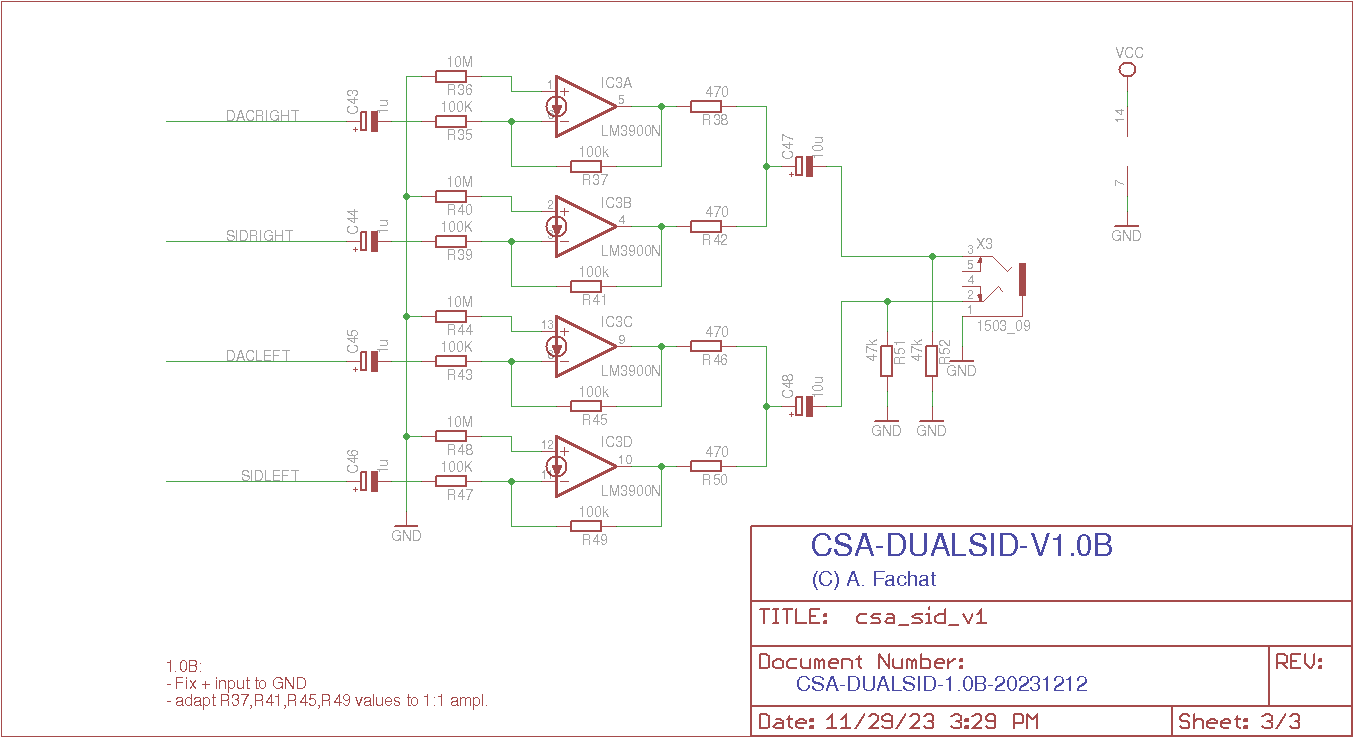 VCC
14
7
GND
10M
R36
DACRIGHT
C43
1u
100K
R35
1
+
IC3A
5
LM3900N
100k
R37
470
R38
C47
10u
10M
R40
SIDRIGHT
C44
1u
100K
R39
2
+
IC3B
4
LM3900N
100k
R41
470
R42
X3
3
5
4
2
1
1503_09
GND
10M
R44
DACLEFT
C45
1u
100K
R43
13
+
IC3C
9
LM3900N
100k
R45
470
R46
C48
10u
47k
R51
47k
R52
GND
GND
10M
R48
SIDLEFT
C46
1u
100K
R47
12
+
11
IC3D
10
LM3900N
100k
R49
470
R50
GND
CSA-DUALSID-V1.0B
(C) A. Fachat
TITLE: csa_sid_v1
Document Number:
REV:
CSA-DUALSID-1.0B-20231212
Date: 11/29/23 3:29 PM
Sheet: 3/3
1.0B:
- Fix + input to GND
- adapt R37,R41,R45,R49 values to 1:1 ampl.